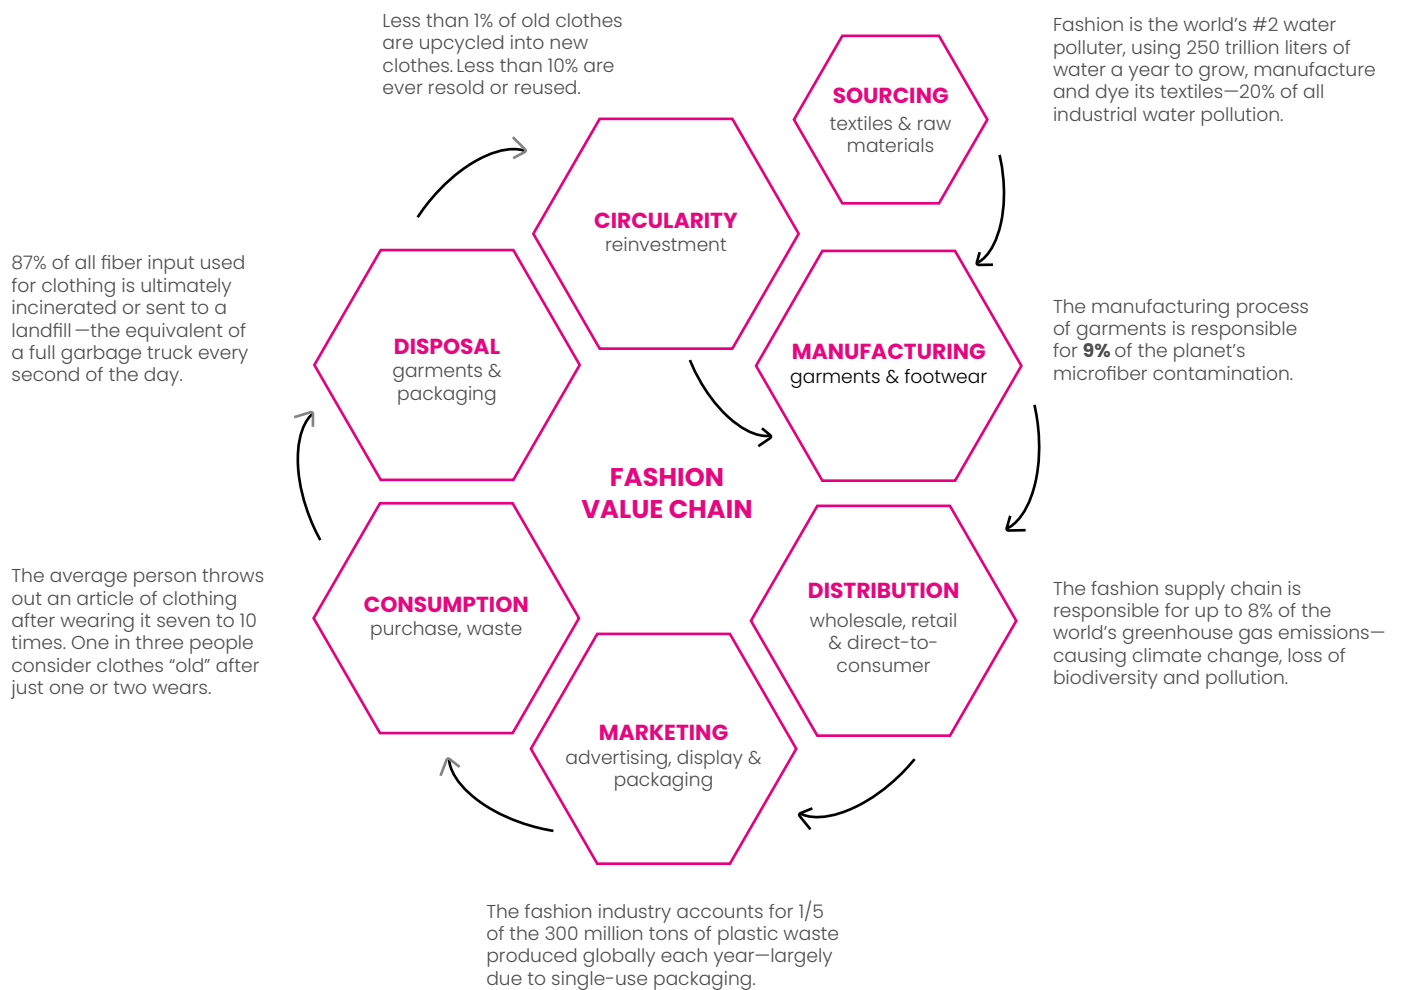 Less than 1% of old clothes
are upcycled into new
clothes. Less than 10% are
ever resold or reused.
Fashion is the world’s #2 water
polluter, using 250 trillion liters of
water a year to grow, manufacture
and dye its textiles—20% of all
industrial water pollution.
SOURCING
textiles & raw
materials
CIRCULARITY
reinvestment
87% of all fiber input used
for clothing is ultimately
incinerated or sent to a
landfill—the equivalent of
a full garbage truck every
second of the day.
DISPOSAL
garments &
packaging
MANUFACTURING
garments & footwear
The manufacturing process
of garments is responsible
for 9% of the planet’s
microfiber contamination.
FASHION
VALUE CHAIN
The average person throws
out an article of clothing
after wearing it seven to 10
times. One in three people
consider clothes “old” after
just one or two wears.
CONSUMPTION
purchase, waste
DISTRIBUTION
wholesale, retail
& direct-to-
consumer
The fashion supply chain is
responsible for up to 8% of the
world’s greenhouse gas emissions—
causing climate change, loss of
biodiversity and pollution.
MARKETING
advertising, display &
packaging
The fashion industry accounts for 1/5
of the 300 million tons of plastic waste
produced globally each year—largely
due to single-use packaging.